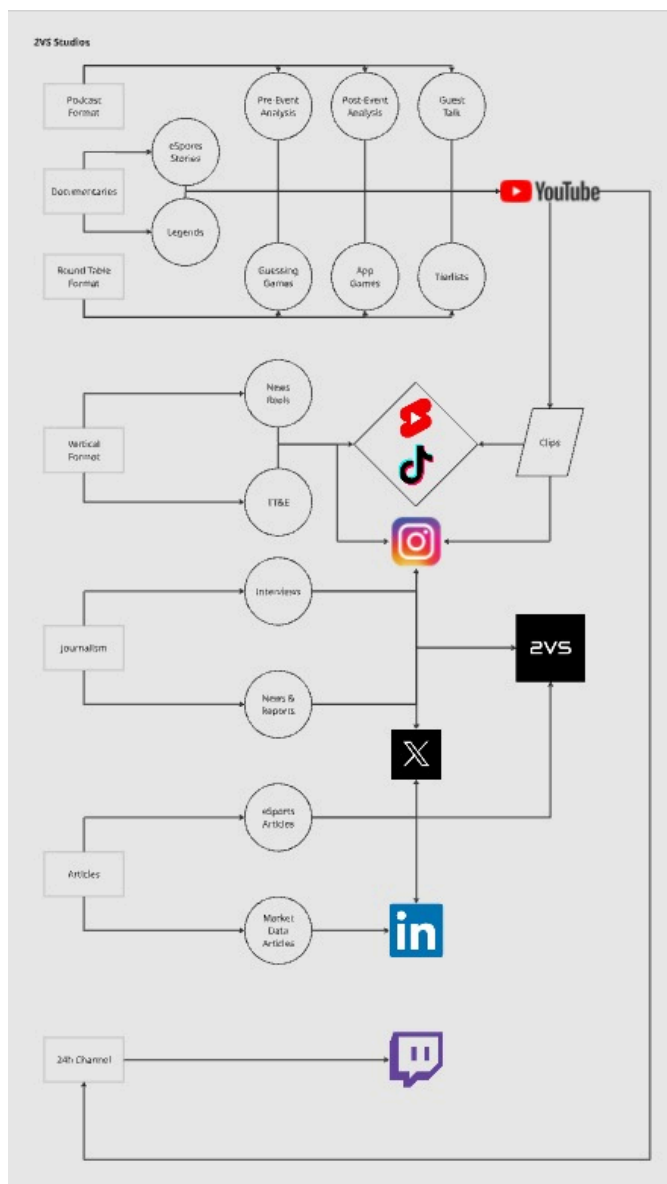 2VS Studios
Podcast
Format
Pre-Event
Analysis
Post-Event
Analysis
Guest
Talk
eSports
Stories
Documentaries
YouTube
Legends
Round Table
Format
Guessing
Games
App
Games
Tierlists
News
Reels
Vertical
Format
Clips
TT&E
Interviews
Journalism
2VS
News &
Reports
X
eSports
Articles
Articles
Market
Data
Articles
in
24h Channel